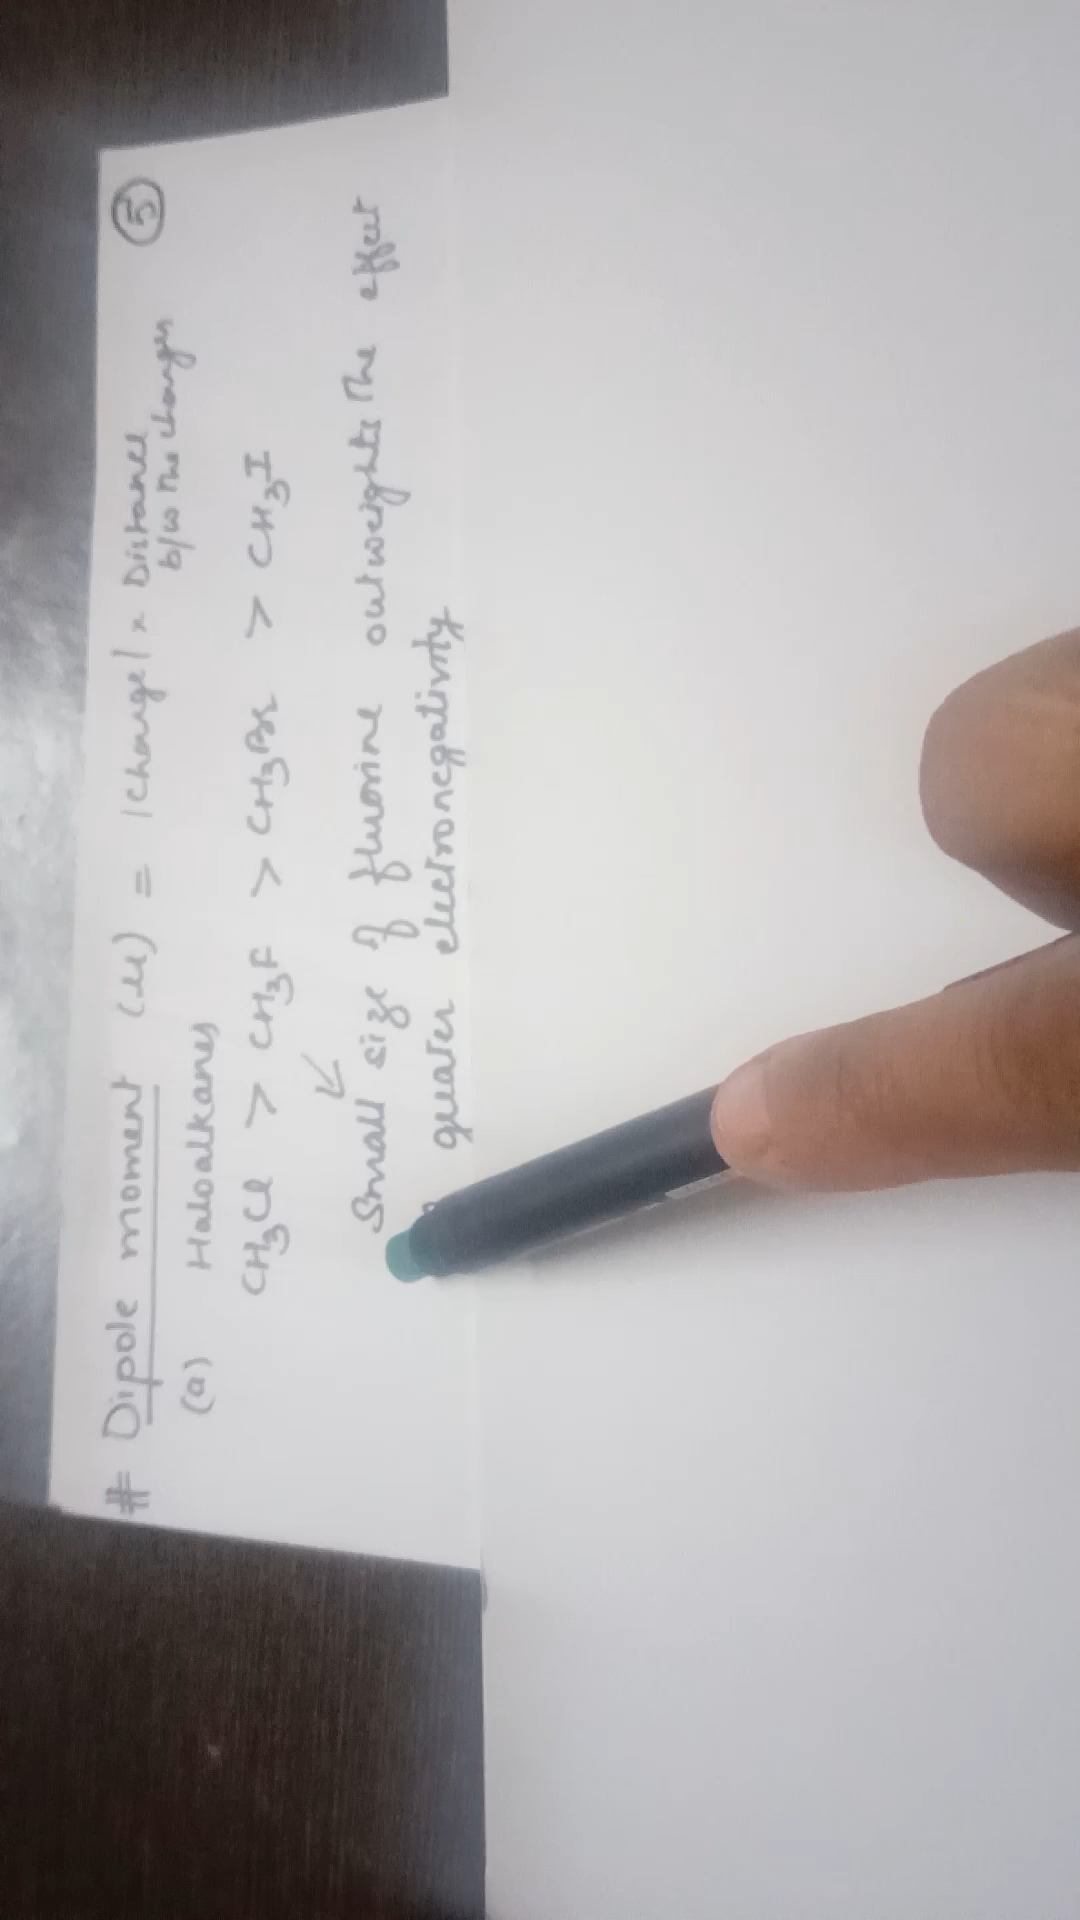 # Dipole moment (μ) = |charge| × Distance
b/w the charges
5
(a) Haloalkanes
CH₃Cl > CH₃F > CH₃Br > CH₃I
↙
Small size of fluorine outweights the effect
greater electronegativity